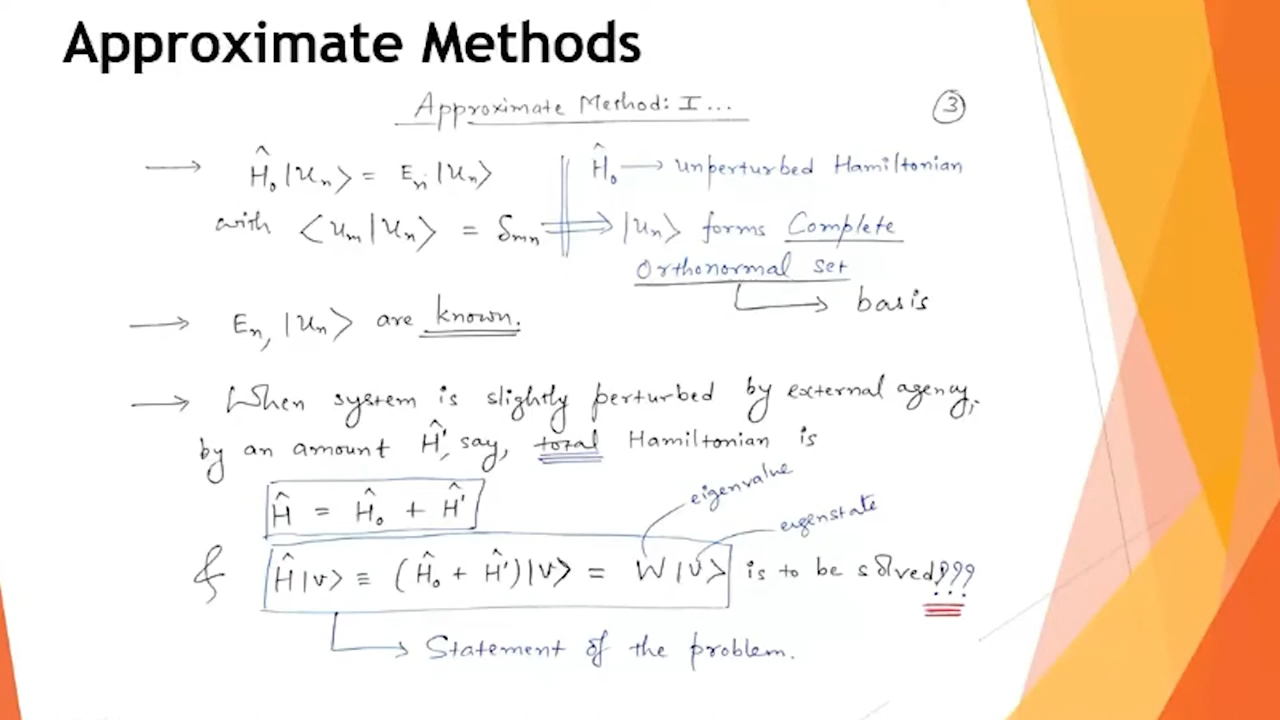 Approximate Methods
Approximate Method: I...
③
→ Ĥ₀|uₙ⟩ = Eₙ|uₙ⟩
Ĥ₀ → unperturbed Hamiltonian
with ⟨uₘ|uₙ⟩ = δₘₙ ⇒ |uₙ⟩ forms Complete
Orthonormal set
→ basis
→ Eₙ, |uₙ⟩ are known.
→ When system is slightly perturbed by external agency,
by an amount Ĥ', say, total Hamiltonian is
Ĥ = Ĥ₀ + Ĥ'
eigenvalue
eigenstate
& Ĥ|v⟩ ≡ (Ĥ₀ + Ĥ')|v⟩ = W|v⟩ is to be solved???
→ Statement of the problem.